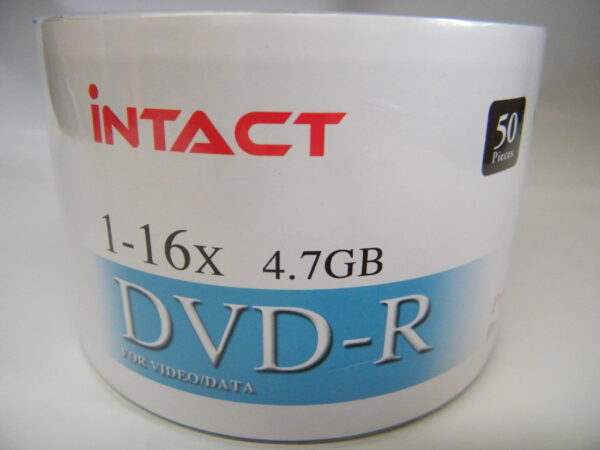 iNTACT
50
Pieces
1-16x 4.7GB
DVD-R
FOR VIDEO/DATA